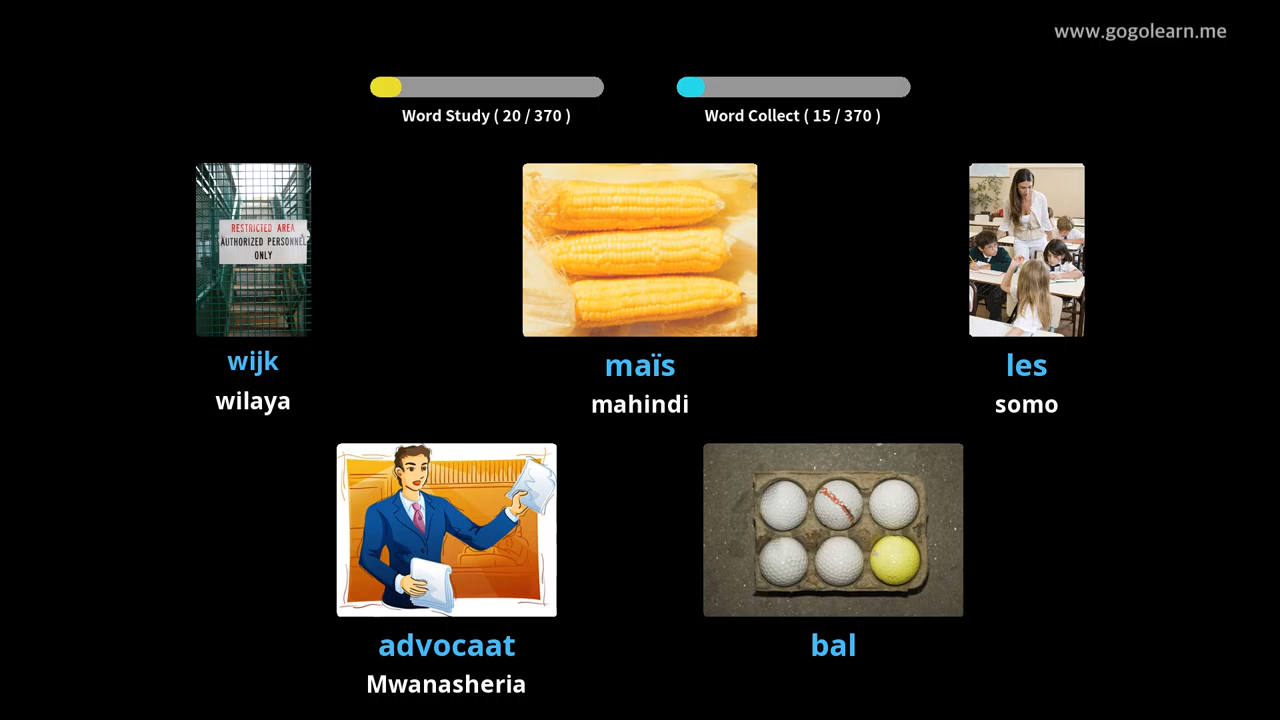 www.gogolearn.me
Word Study ( 20 / 370 )
Word Collect ( 15 / 370 )
RESTRICTED AREA
AUTHORIZED PERSONNEL
ONLY
wijk
wilaya
maïs
mahindi
les
somo
advocaat
Mwanasheria
bal